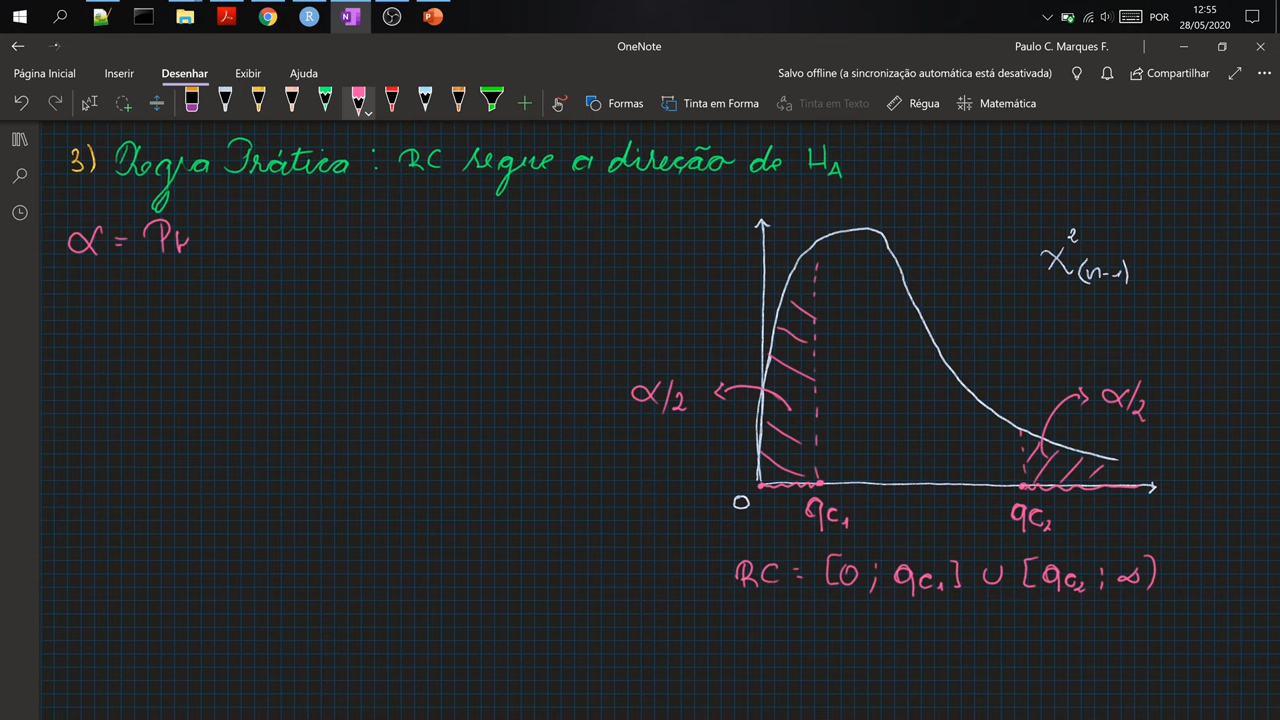 12:55
POR
28/05/2020
OneNote
Paulo C. Marques F.
Página Inicial Inserir Desenhar Exibir Ajuda
Salvo offline (a sincronização automática está desativada)
Compartilhar
Formas Tinta em Forma Tinta em Texto Régua Matemática
3) Regra Prática : RC segue a direção de H_A
α = Pr
χ²_(n-1)
α/2
α/2
0
qc₁
qc₂
RC = [0 ; qc₁] ∪ [qc₂ ; ∞)